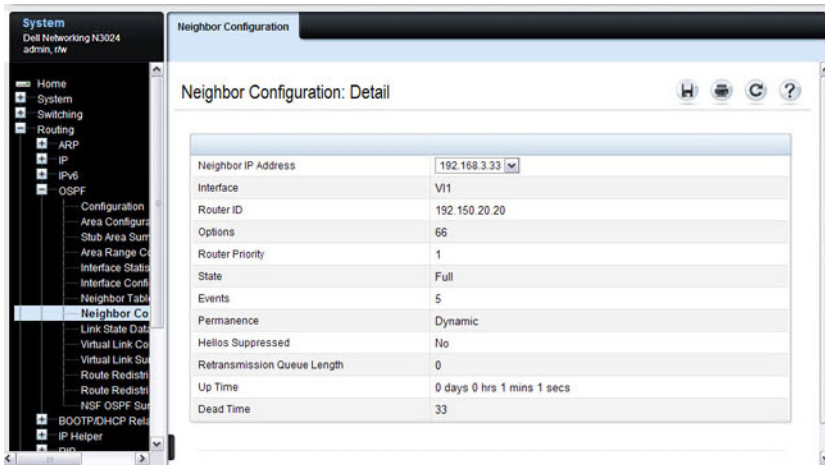 System
Dell Networking N3024
admin, r/w
Home
System
Switching
Routing
ARP
IP
IPv6
OSPF
Configuration
Area Configura
Stub Area Sum
Area Range Co
Interface Statis
Interface Confi
Neighbor Tabl
Neighbor Co
Link State Data
Virtual Link Co
Virtual Link Su
Route Redistri
Route Redistri
NSF OSPF Sur
BOOTP/DHCP Rela
IP Helper
Neighbor Configuration
Neighbor Configuration: Detail
Neighbor IP Address 192.168.3.33
Interface Vl1
Router ID 192.150.20.20
Options 66
Router Priority 1
State Full
Events 5
Permanence Dynamic
Hellos Suppressed No
Retransmission Queue Length 0
Up Time 0 days 0 hrs 1 mins 1 secs
Dead Time 33